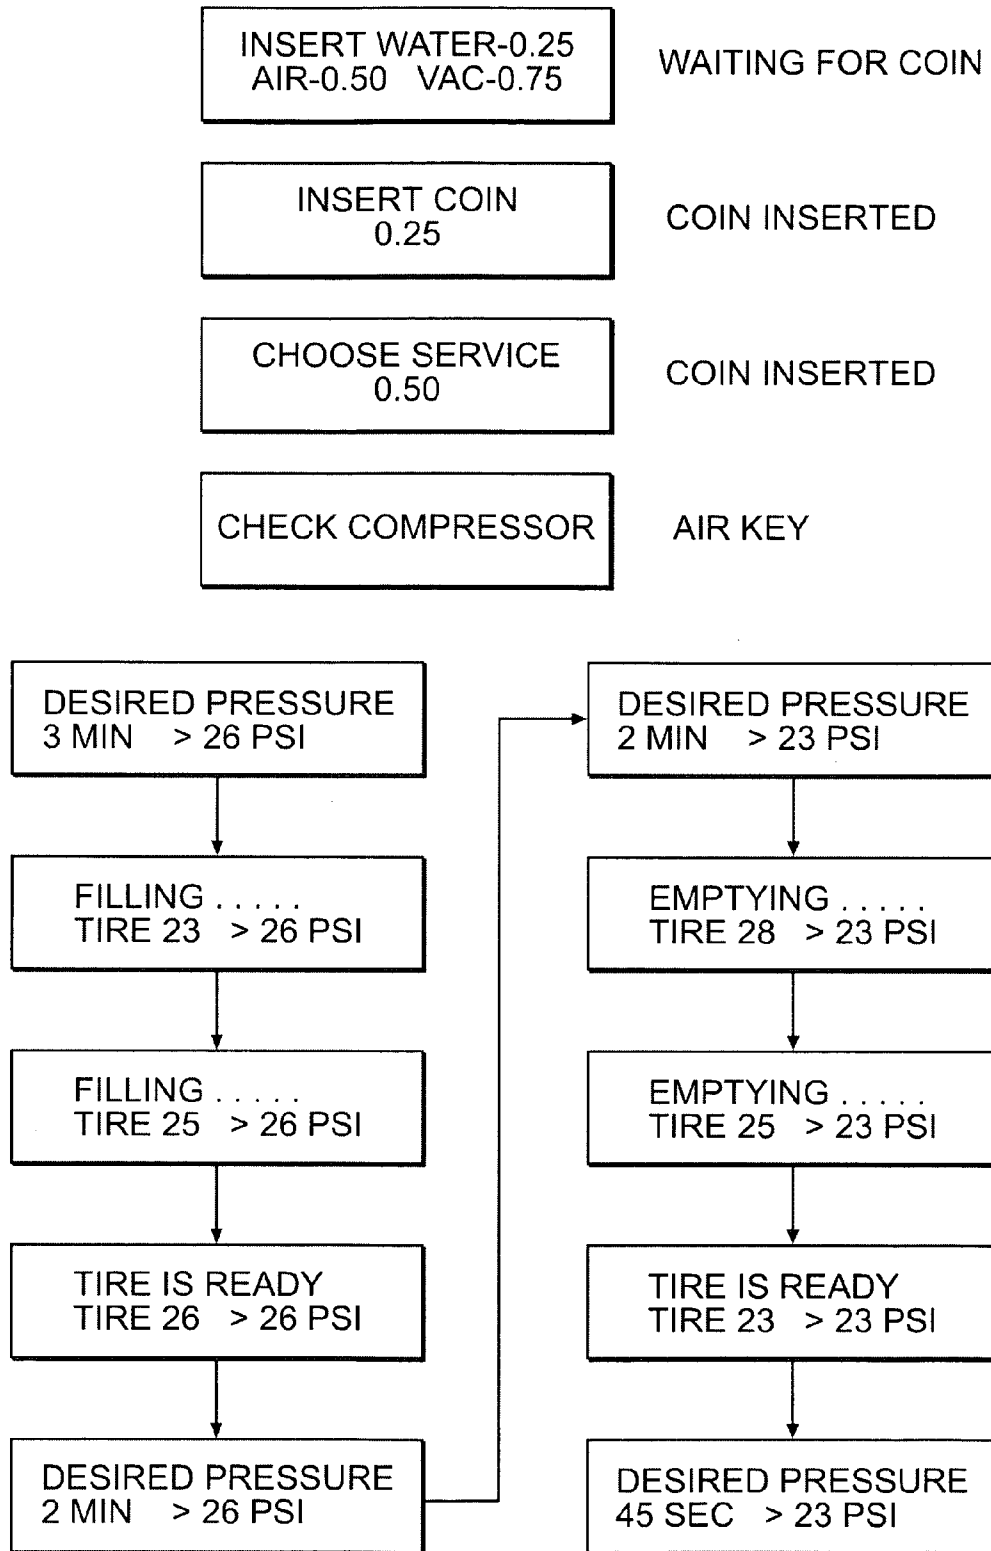 INSERT WATER-0.25
AIR-0.50 VAC-0.75
WAITING FOR COIN
INSERT COIN
0.25
COIN INSERTED
CHOOSE SERVICE
0.50
COIN INSERTED
CHECK COMPRESSOR
AIR KEY
DESIRED PRESSURE
3 MIN > 26 PSI
FILLING . . . . .
TIRE 23 > 26 PSI
FILLING . . . . .
TIRE 25 > 26 PSI
TIRE IS READY
TIRE 26 > 26 PSI
DESIRED PRESSURE
2 MIN > 26 PSI
DESIRED PRESSURE
2 MIN > 23 PSI
EMPTYING . . . . .
TIRE 28 > 23 PSI
EMPTYING . . . . .
TIRE 25 > 23 PSI
TIRE IS READY
TIRE 23 > 23 PSI
DESIRED PRESSURE
45 SEC > 23 PSI